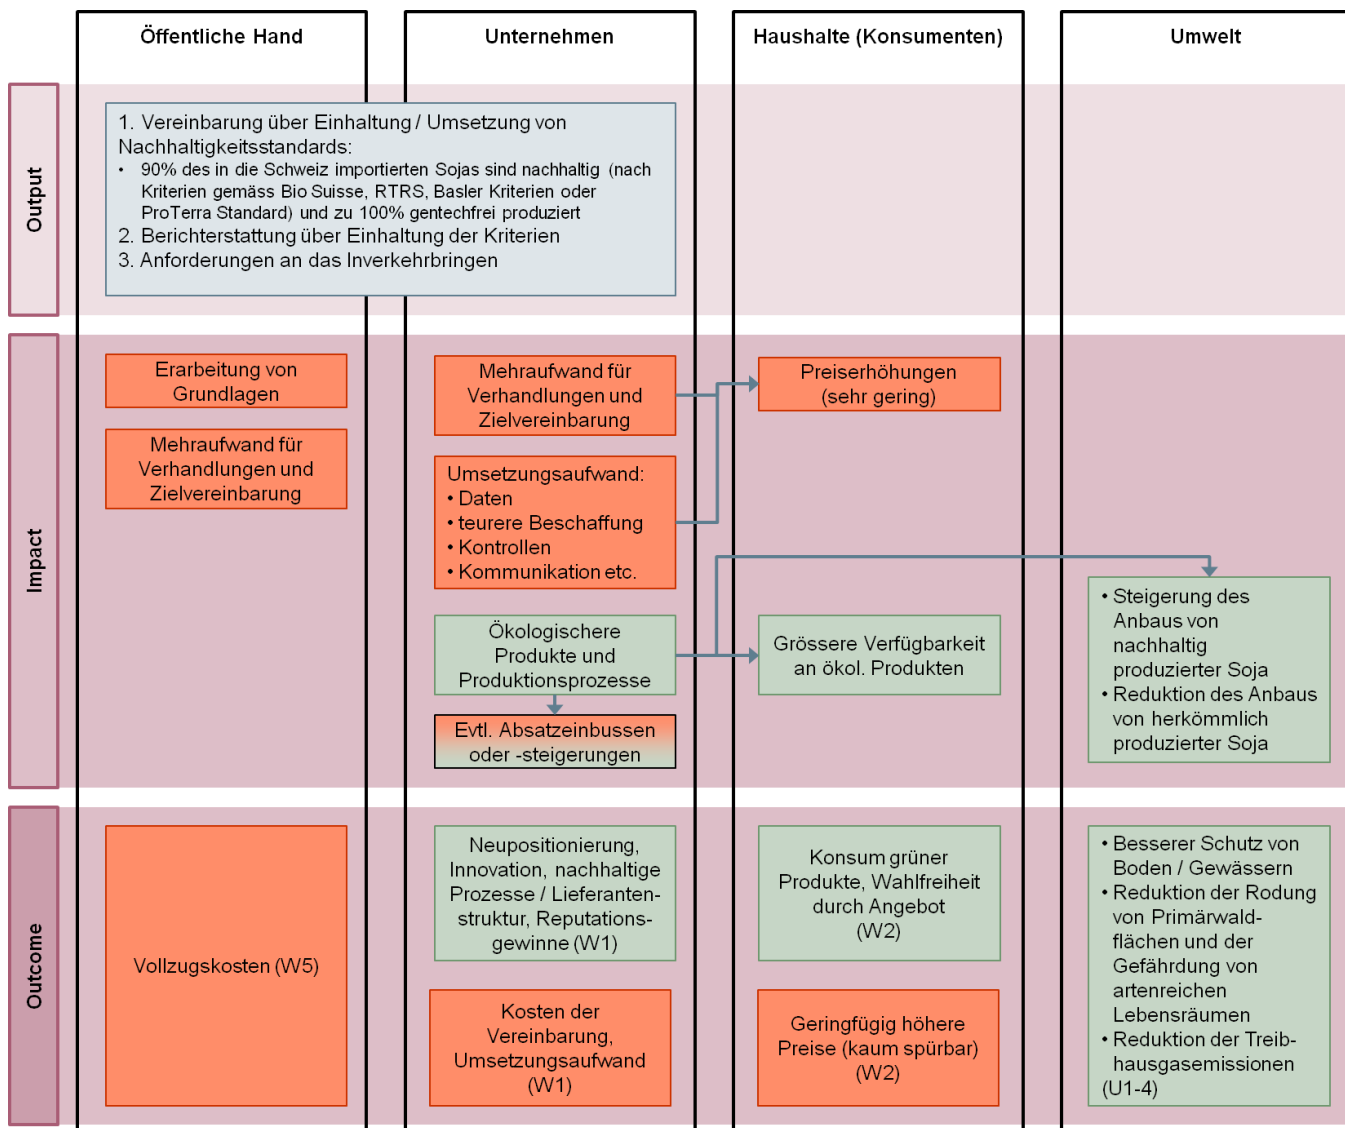 Öffentliche Hand
Unternehmen
Haushalte (Konsumenten)
Umwelt
Output
1. Vereinbarung über Einhaltung / Umsetzung von
Nachhaltigkeitsstandards:
• 90% des in die Schweiz importierten Sojas sind nachhaltig (nach
Kriterien gemäss Bio Suisse, RTRS, Basler Kriterien oder
ProTerra Standard) und zu 100% gentechfrei produziert
2. Berichterstattung über Einhaltung der Kriterien
3. Anforderungen an das Inverkehrbringen
Impact
Erarbeitung von
Grundlagen
Mehraufwand für
Verhandlungen und
Zielvereinbarung
Mehraufwand für
Verhandlungen und
Zielvereinbarung
Umsetzungsaufwand:
• Daten
• teurere Beschaffung
• Kontrollen
• Kommunikation etc.
Ökologischere
Produkte und
Produktionsprozesse
Evtl. Absatzeinbussen
oder -steigerungen
Preiserhöhungen
(sehr gering)
Grössere Verfügbarkeit
an ökol. Produkten
• Steigerung des
Anbaus von
nachhaltig
produzierter Soja
• Reduktion des Anbaus
von herkömmlich
produzierter Soja
Outcome
Vollzugskosten (W5)
Neupositionierung,
Innovation, nachhaltige
Prozesse / Lieferanten-
struktur, Reputations-
gewinne (W1)
Kosten der
Vereinbarung,
Umsetzungsaufwand
(W1)
Konsum grüner
Produkte, Wahlfreiheit
durch Angebot
(W2)
Geringfügig höhere
Preise (kaum spürbar)
(W2)
• Besserer Schutz von
Boden / Gewässern
• Reduktion der Rodung
von Primärwald-
flächen und der
Gefährdung von
artenreichen
Lebensräumen
• Reduktion der Treib-
hausgasemissionen
(U1-4)